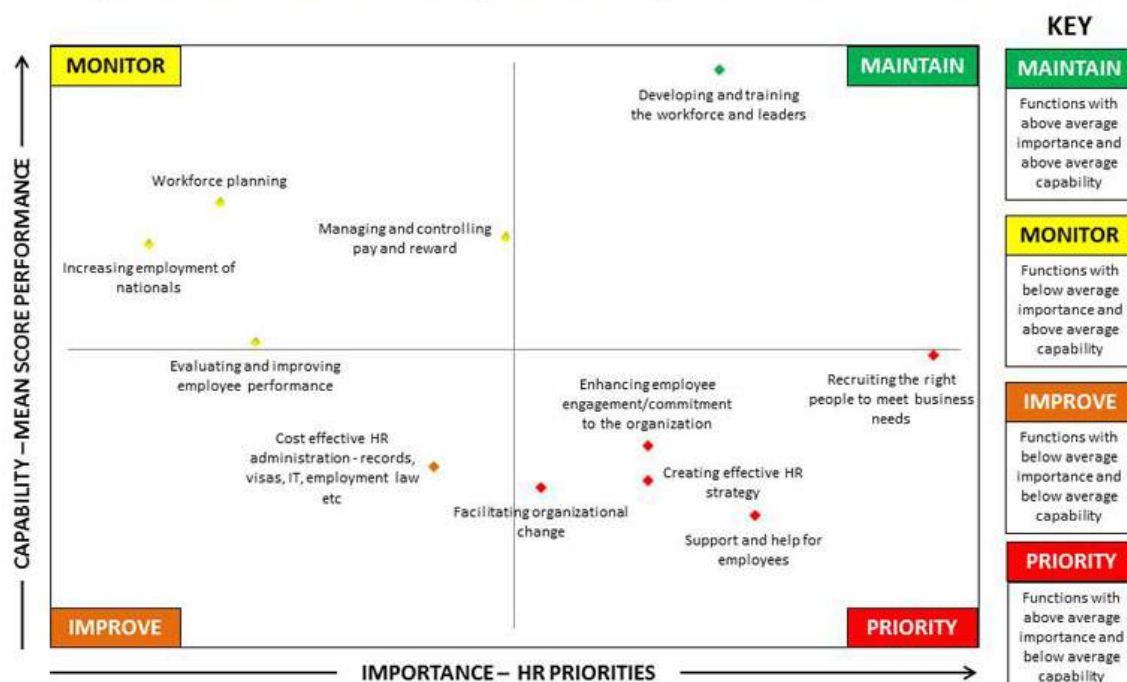 KEY
MONITOR
MAINTAIN
MAINTAIN
Functions with
above average
importance and
above average
capability
Developing and training
the workforce and leaders
Workforce planning
Managing and controlling
pay and reward
Increasing employment of
nationals
MONITOR
Functions with
below average
importance and
above average
capability
CAPABILITY – MEAN SCORE PERFORMANCE
Evaluating and improving
employee performance
Enhancing employee
engagement/commitment
to the organization
Recruiting the right
people to meet business
needs
IMPROVE
Functions with
below average
importance and
below average
capability
Cost effective HR
administration - records,
visas, IT, employment law
etc
Creating effective HR
strategy
Facilitating organizational
change
Support and help for
employees
PRIORITY
Functions with
above average
importance and
below average
capability
IMPROVE
PRIORITY
IMPORTANCE – HR PRIORITIES